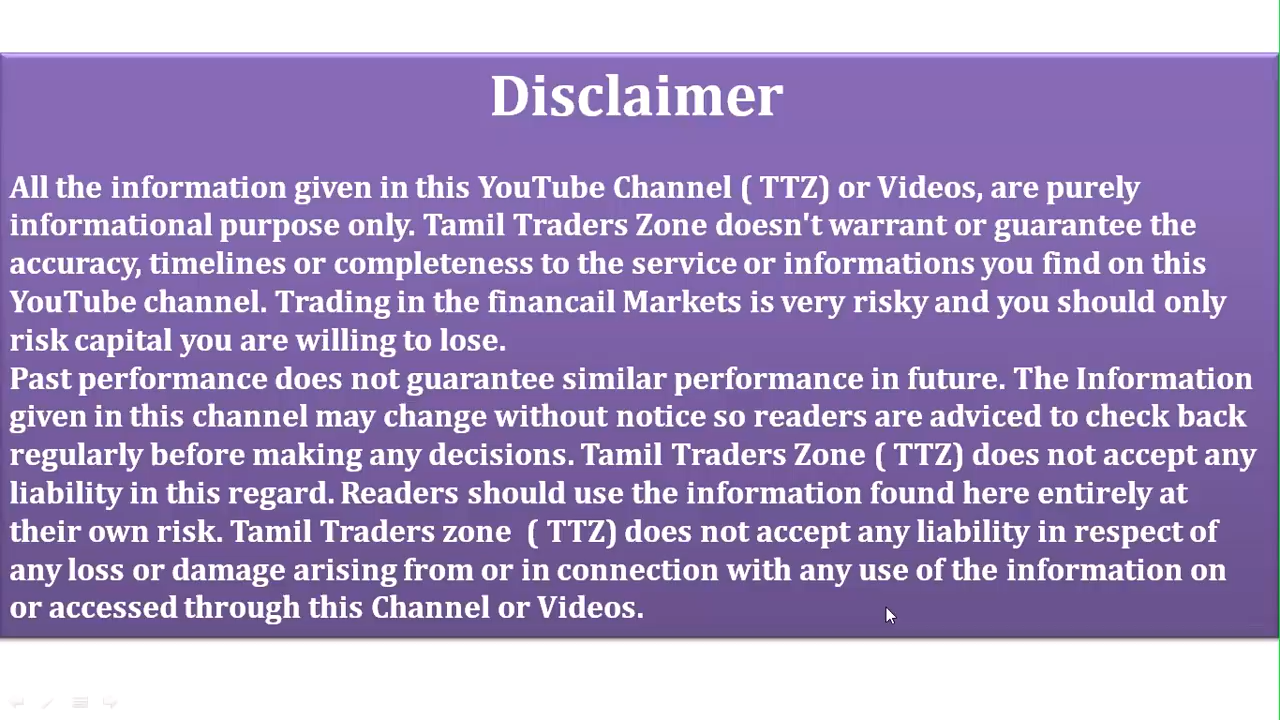 Disclaimer
All the information given in this YouTube Channel ( TTZ) or Videos, are purely
informational purpose only. Tamil Traders Zone doesn't warrant or guarantee the
accuracy, timelines or completeness to the service or informations you find on this
YouTube channel. Trading in the financail Markets is very risky and you should only
risk capital you are willing to lose.
Past performance does not guarantee similar performance in future. The Information
given in this channel may change without notice so readers are adviced to check back
regularly before making any decisions. Tamil Traders Zone ( TTZ) does not accept any
liability in this regard. Readers should use the information found here entirely at
their own risk. Tamil Traders zone  ( TTZ) does not accept any liability in respect of
any loss or damage arising from or in connection with any use of the information on
or accessed through this Channel or Videos.